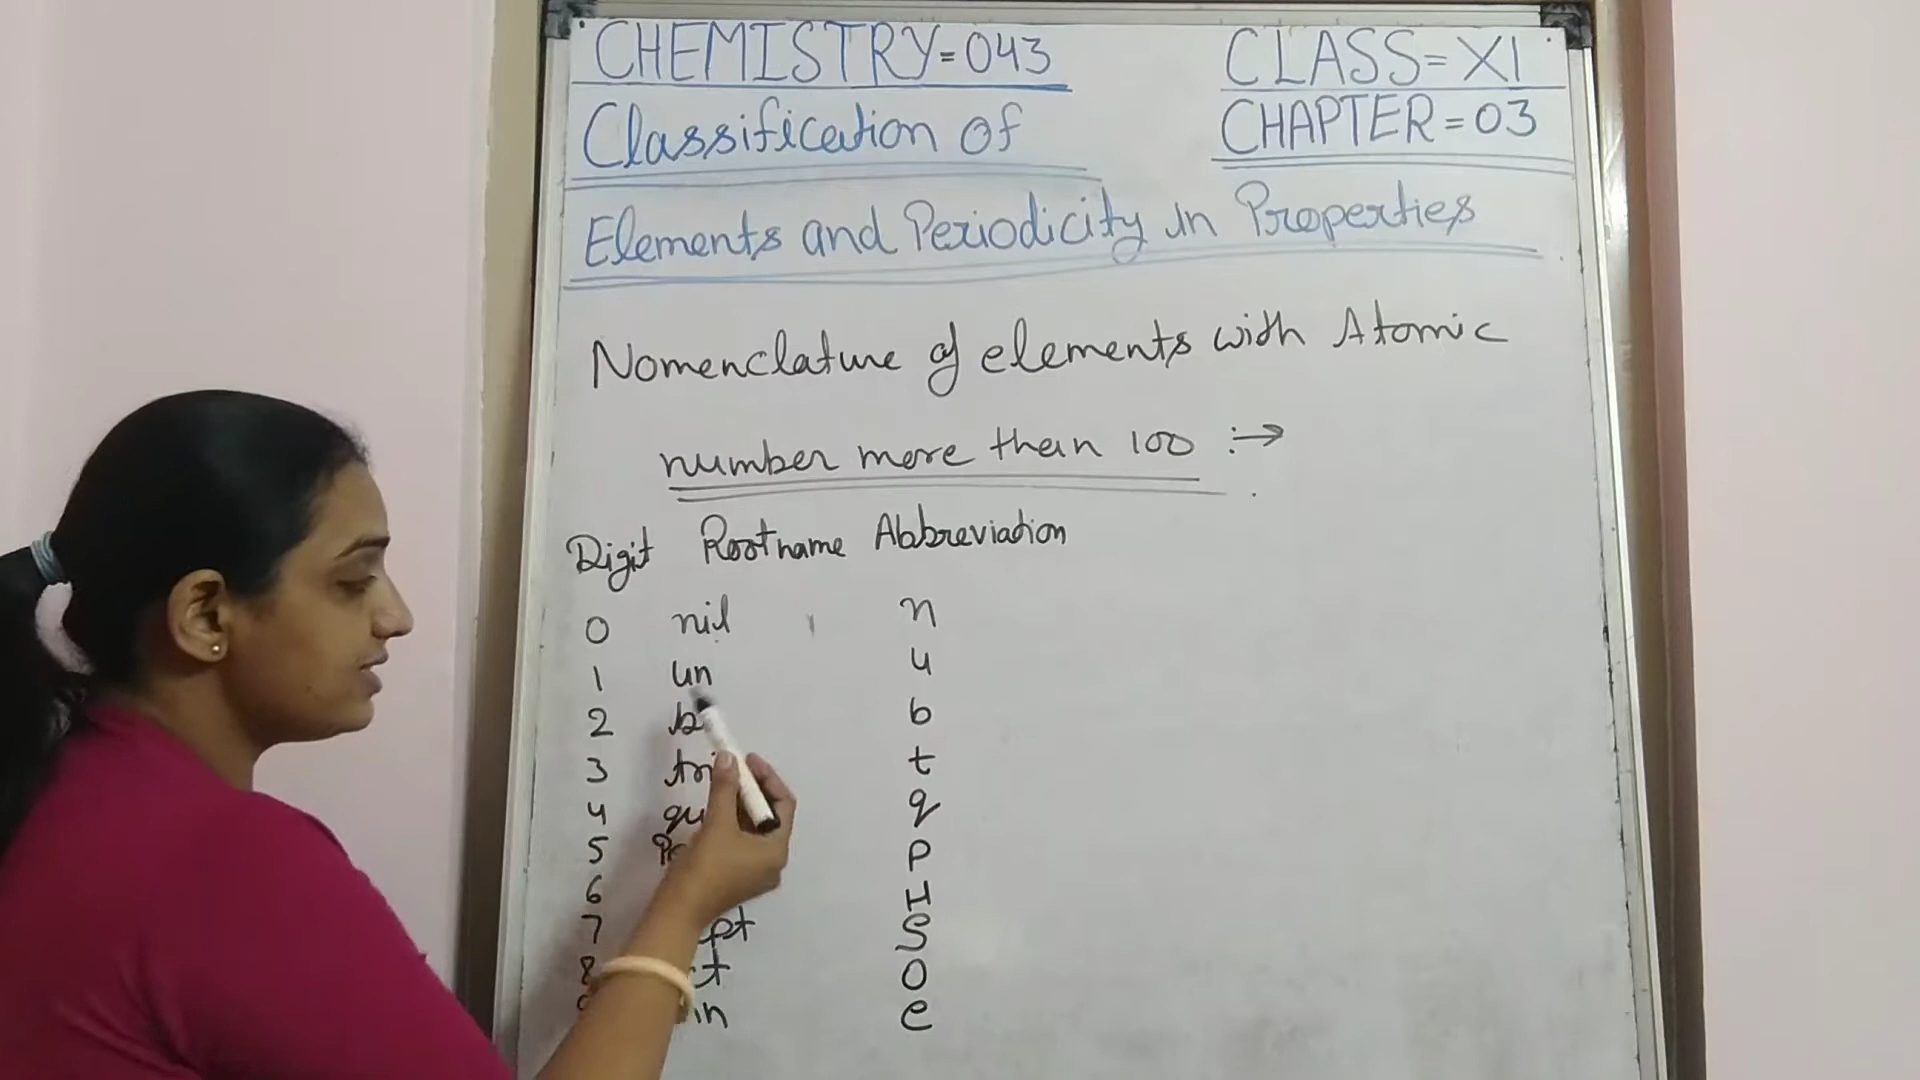 CHEMISTRY=043 CLASS=XI
Classification Of CHAPTER=03
Elements and Periodicity in Properties
Nomenclature of elements with Atomic
number more than 100 :→
Digit Rootname Abbreviation
0 nil n
1 un u
2 b
3 tri t
4 q
5 P
6 H
7 S
8 O
e